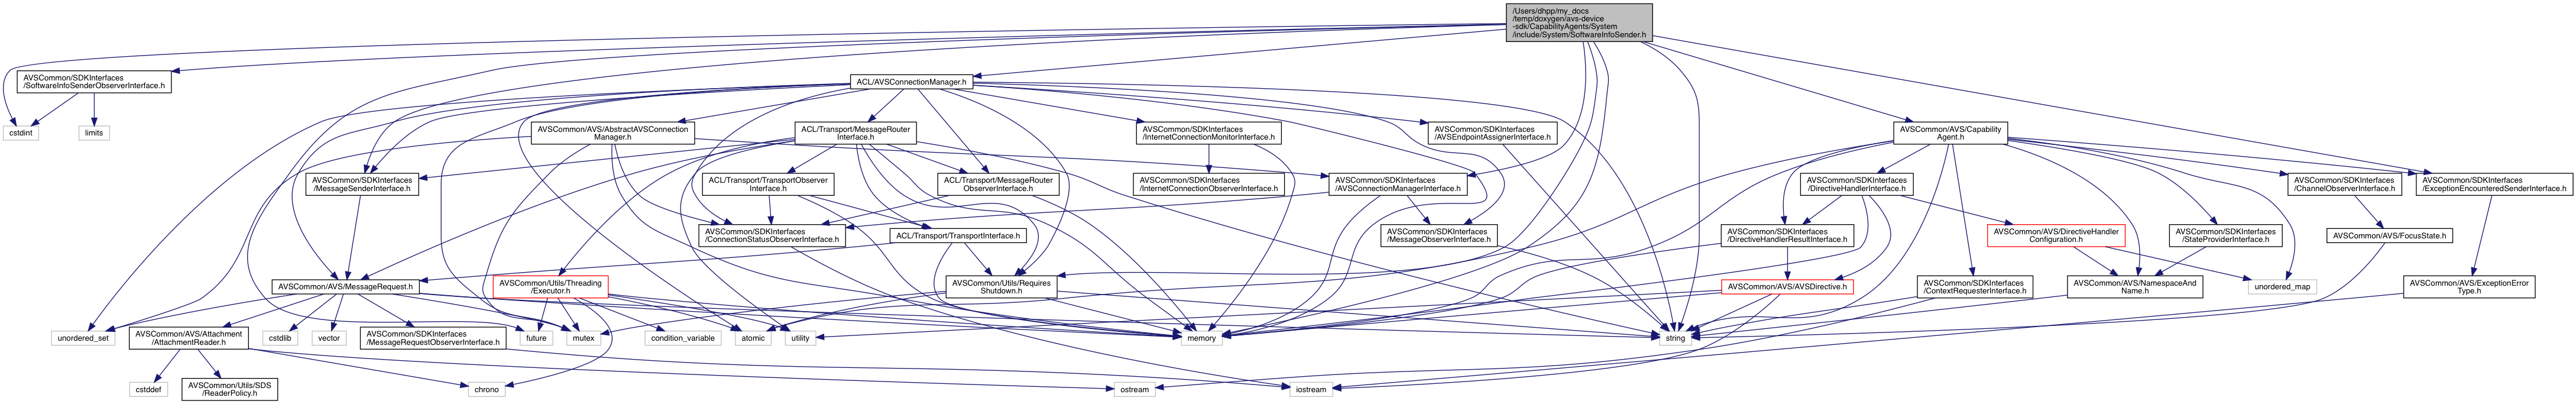 /Users/dhpp/my_docs
/temp/doxygen/avs-device
-sdk/CapabilityAgents/System
/include/System/SoftwareInfoSender.h
AVSCommon/SDKInterfaces
/SoftwareInfoSenderObserverInterface.h
ACL/AVSConnectionManager.h
cstdint
limits
AVSCommon/AVS/AbstractAVSConnection
Manager.h
ACL/Transport/MessageRouter
Interface.h
AVSCommon/SDKInterfaces
/InternetConnectionMonitorInterface.h
AVSCommon/SDKInterfaces
/AVSEndpointAssignerInterface.h
AVSCommon/AVS/Capability
Agent.h
AVSCommon/SDKInterfaces
/MessageSenderInterface.h
ACL/Transport/TransportObserver
Interface.h
ACL/Transport/MessageRouter
ObserverInterface.h
AVSCommon/SDKInterfaces
/InternetConnectionObserverInterface.h
AVSCommon/SDKInterfaces
/AVSConnectionManagerInterface.h
AVSCommon/SDKInterfaces
/DirectiveHandlerInterface.h
AVSCommon/SDKInterfaces
/ChannelObserverInterface.h
AVSCommon/SDKInterfaces
/ExceptionEncounteredSenderInterface.h
AVSCommon/SDKInterfaces
/ConnectionStatusObserverInterface.h
ACL/Transport/TransportInterface.h
AVSCommon/SDKInterfaces
/MessageObserverInterface.h
AVSCommon/SDKInterfaces
/DirectiveHandlerResultInterface.h
AVSCommon/AVS/DirectiveHandler
Configuration.h
AVSCommon/SDKInterfaces
/StateProviderInterface.h
AVSCommon/AVS/FocusState.h
AVSCommon/AVS/MessageRequest.h
AVSCommon/Utils/Threading
/Executor.h
AVSCommon/Utils/Requires
Shutdown.h
AVSCommon/AVS/AVSDirective.h
AVSCommon/SDKInterfaces
/ContextRequesterInterface.h
AVSCommon/AVS/NamespaceAnd
Name.h
unordered_map
AVSCommon/AVS/ExceptionError
Type.h
unordered_set
AVSCommon/AVS/Attachment
/AttachmentReader.h
cstdlib
vector
AVSCommon/SDKInterfaces
/MessageRequestObserverInterface.h
future
mutex
condition_variable
atomic
utility
memory
string
cstddef
AVSCommon/Utils/SDS
/ReaderPolicy.h
chrono
ostream
iostream